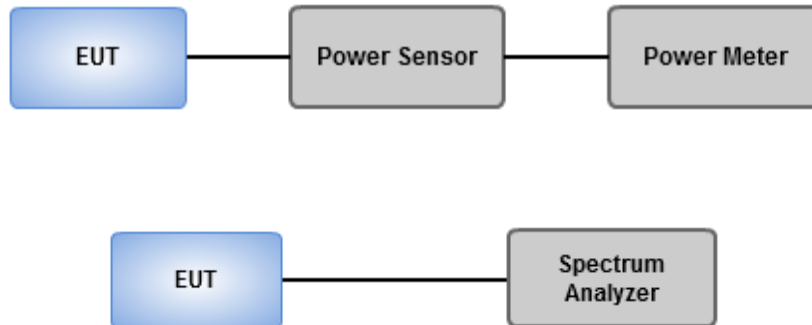 EUT
Power Sensor
Power Meter
EUT
Spectrum
Analyzer